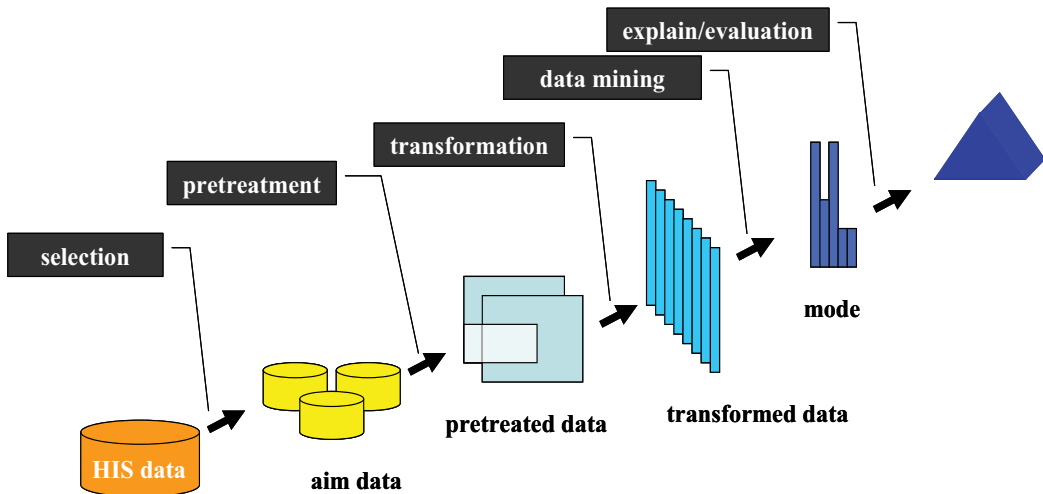 explain/evaluation
data mining
transformation
pretreatment
selection
mode
transformed data
pretreated data
HIS data
aim data